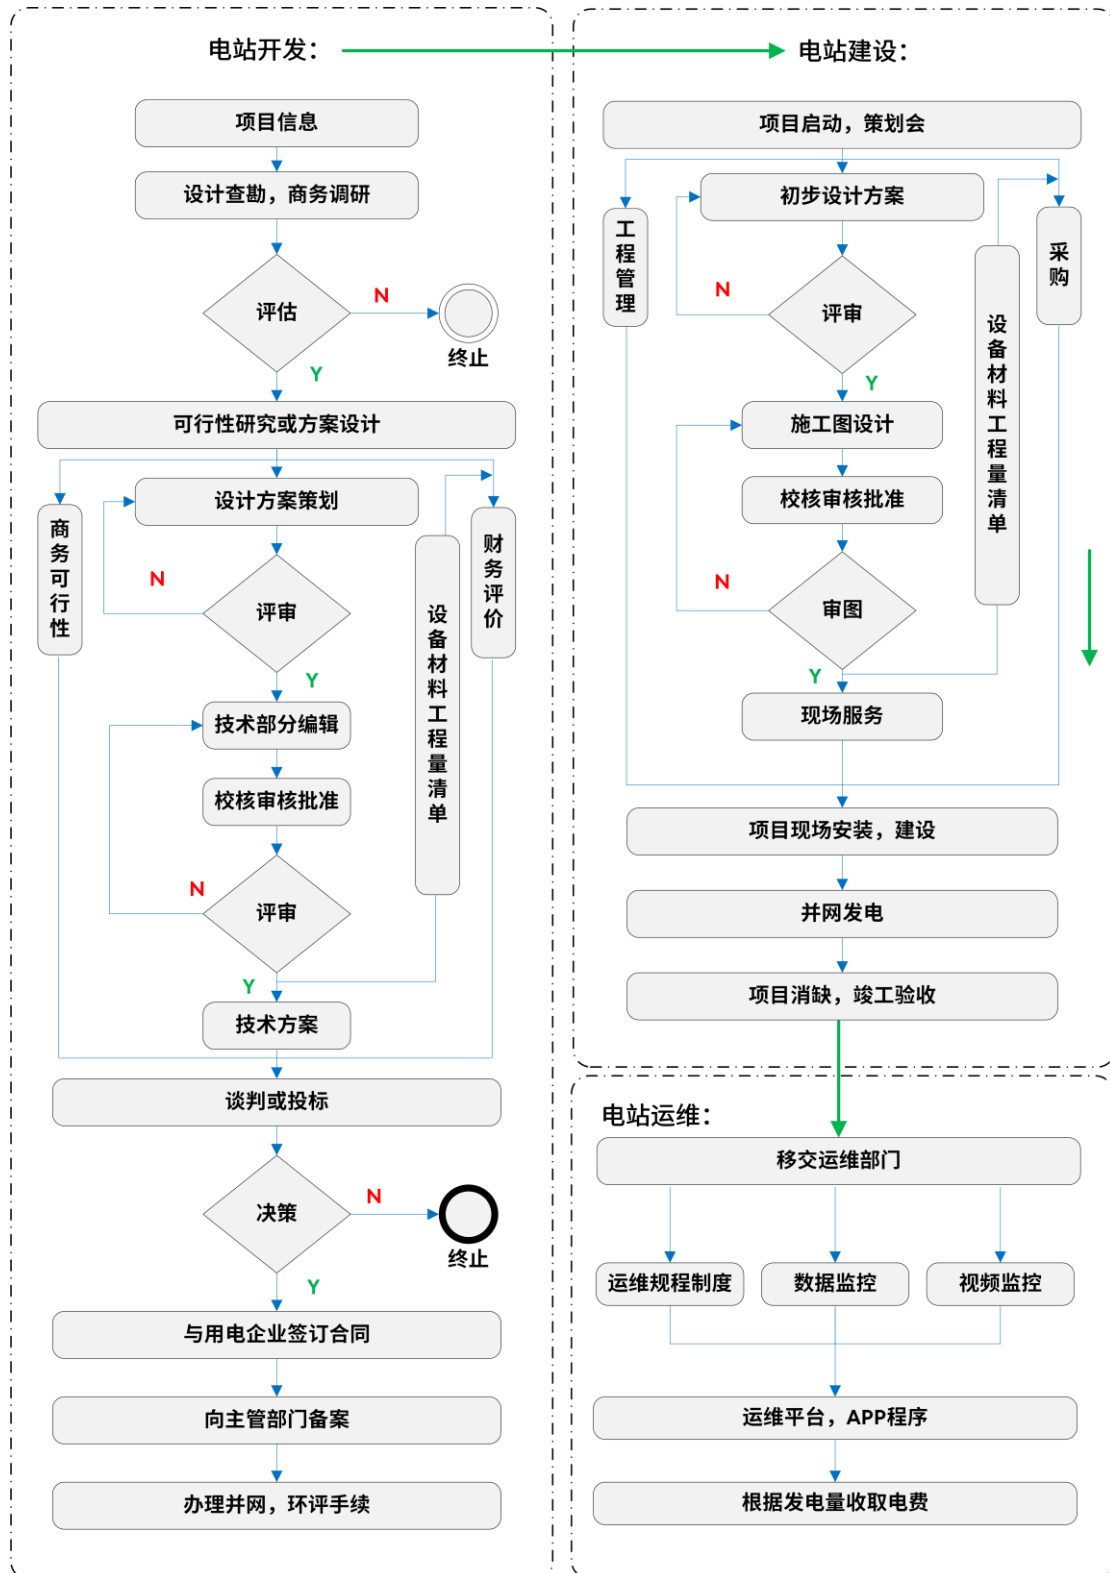 电站开发：
项目信息
设计查勘，商务调研
评估
N
终止
Y
可行性研究或方案设计
商务可行性
设计方案策划
财务评价
N
评审
设备材料工程量清单
Y
技术部分编辑
校核审核批准
N
评审
Y
技术方案
谈判或投标
决策
N
终止
Y
与用电企业签订合同
向主管部门备案
办理并网，环评手续
电站建设：
项目启动，策划会
工程管理
初步设计方案
采购
N
评审
设备材料工程量清单
Y
施工图设计
校核审核批准
N
审图
Y
现场服务
项目现场安装，建设
并网发电
项目消缺，竣工验收
电站运维：
移交运维部门
运维规程制度
数据监控
视频监控
运维平台，APP程序
根据发电量收取电费